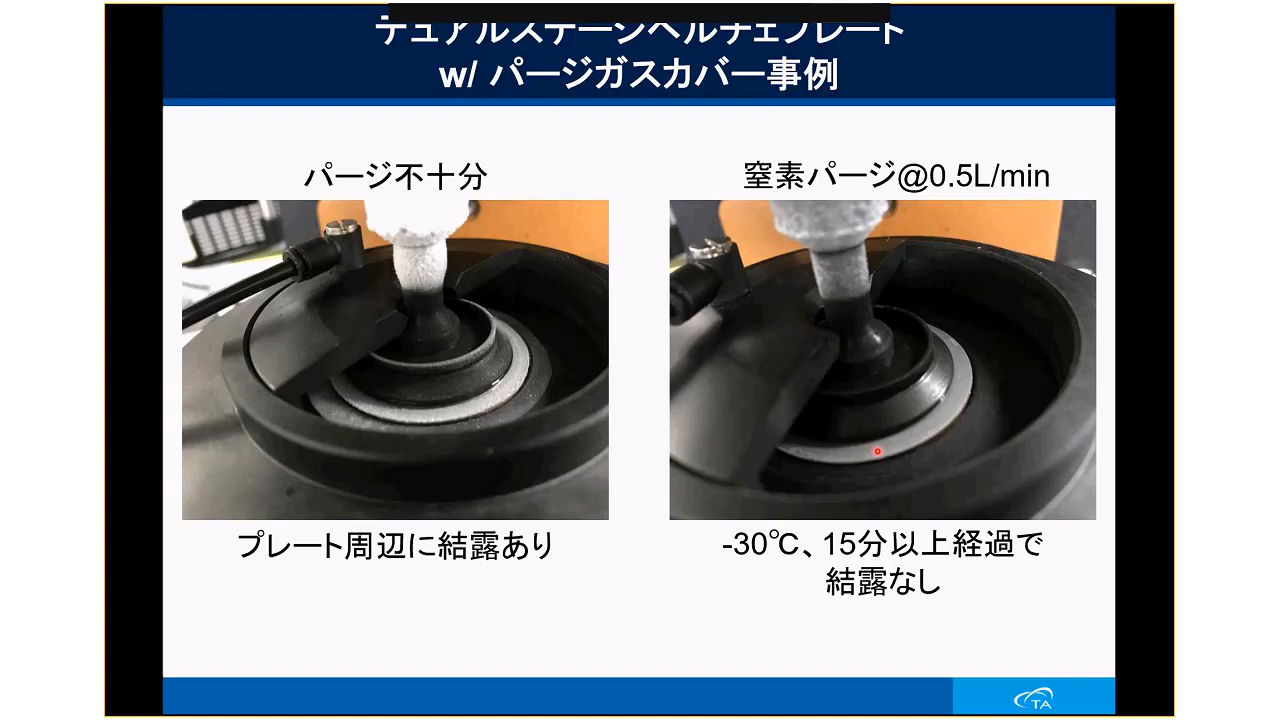 デュアルステージペルチェプレート
w/ パージガスカバー事例
パージ不十分
窒素パージ@0.5L/min
プレート周辺に結露あり
-30℃、15分以上経過で
結露なし
TA